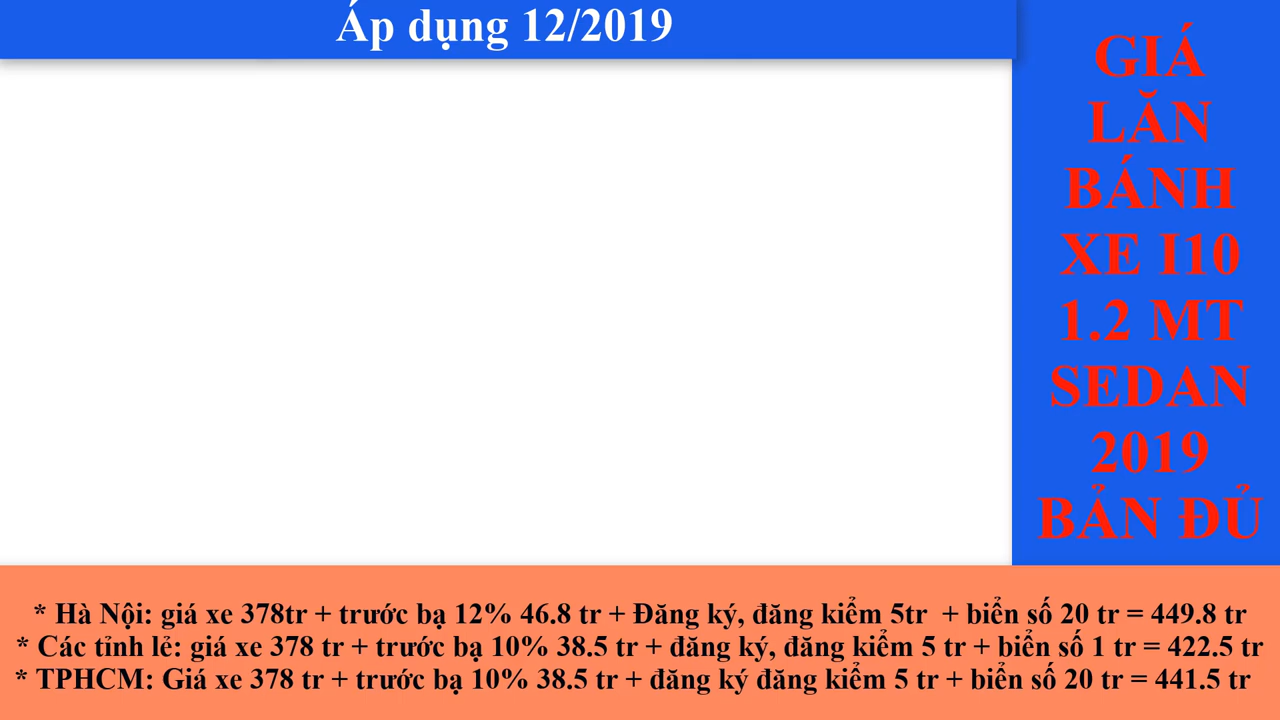 Áp dụng 12/2019
GIÁ
LĂN
BÁNH
XE I10
1.2 MT
SEDAN
2019
BẢN ĐỦ
* Hà Nội: giá xe 378tr + trước bạ 12% 46.8 tr + Đăng ký, đăng kiểm 5tr  + biển số 20 tr = 449.8 tr
* Các tỉnh lẻ: giá xe 378 tr + trước bạ 10% 38.5 tr + đăng ký, đăng kiểm 5 tr + biển số 1 tr = 422.5 tr
* TPHCM: Giá xe 378 tr + trước bạ 10% 38.5 tr + đăng ký đăng kiểm 5 tr + biển số 20 tr = 441.5 tr